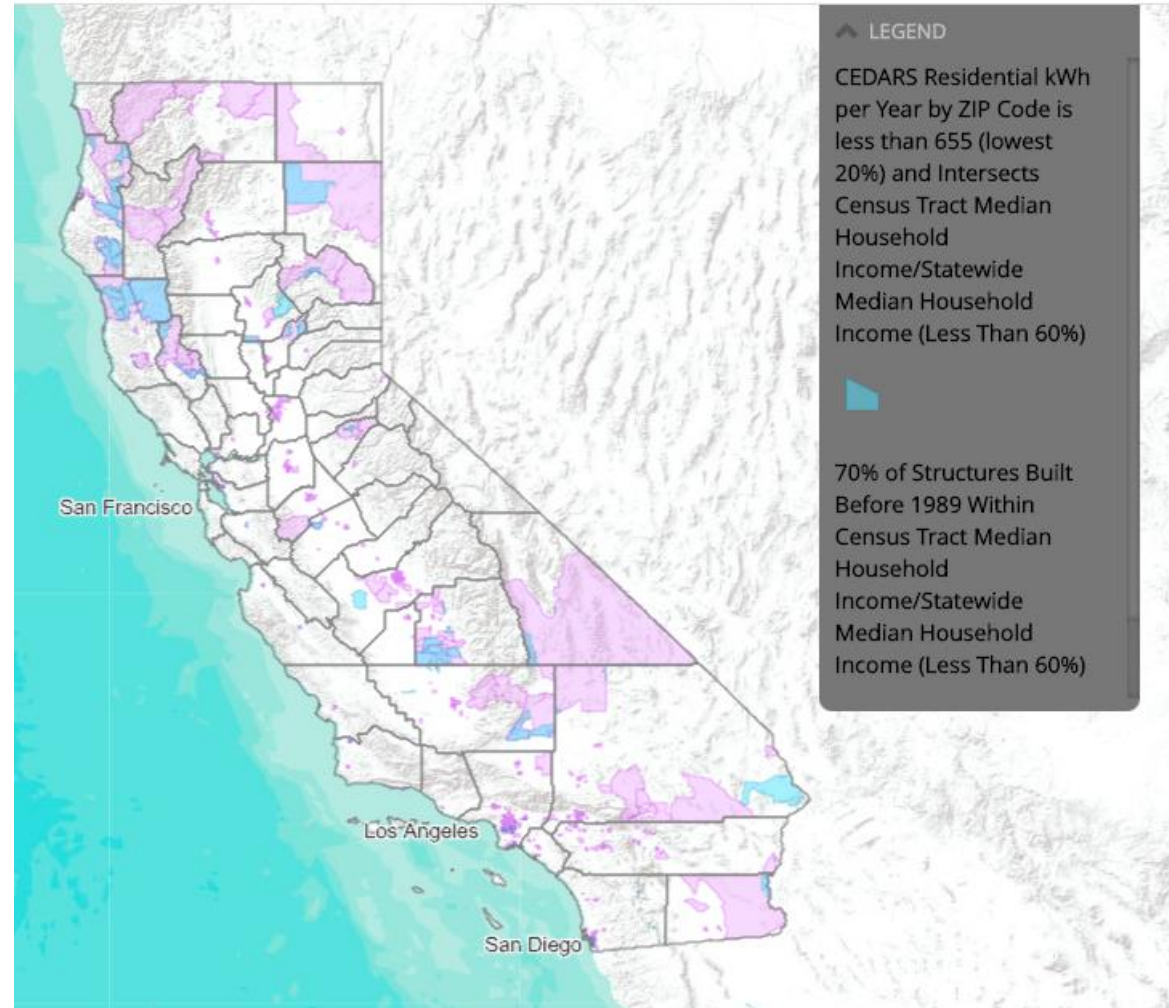 LEGEND
CEDARS Residential kWh
per Year by ZIP Code is
less than 655 (lowest
20%) and Intersects
Census Tract Median
Household
Income/Statewide
Median Household
Income (Less Than 60%)
70% of Structures Built
Before 1989 Within
Census Tract Median
Household
Income/Statewide
Median Household
Income (Less Than 60%)
San Francisco
Los Angeles
San Diego